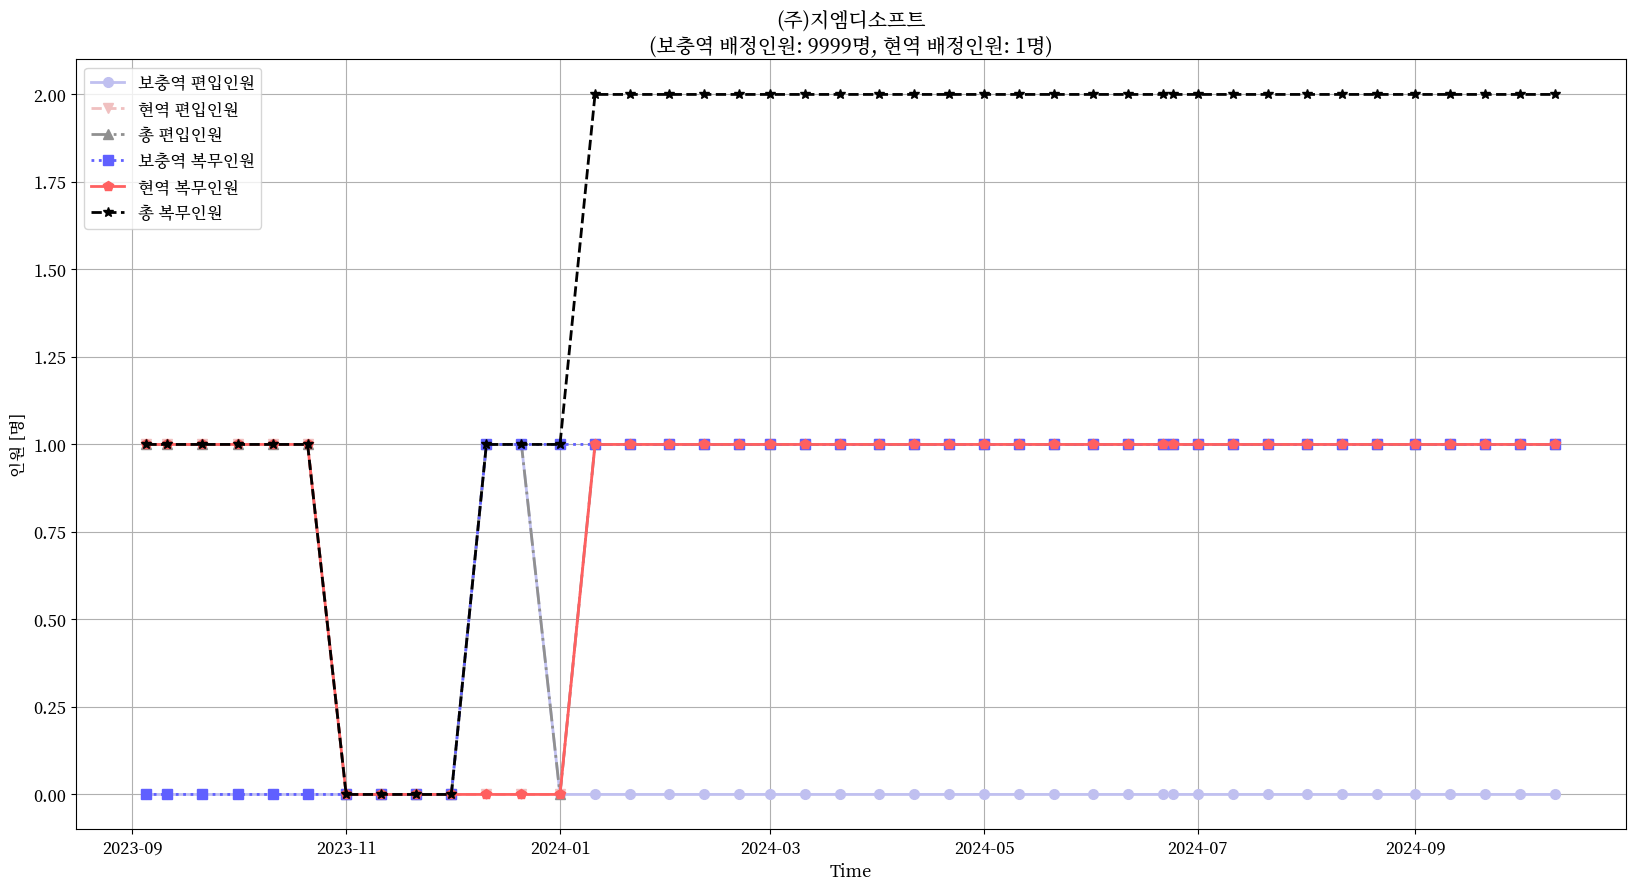 (주)지엠디소프트
(보충역 배정인원: 9999명, 현역 배정인원: 1명)
보충역 편입인원
현역 편입인원
총 편입인원
보충역 복무인원
현역 복무인원
총 복무인원
인원 [명]
2.00
1.75
1.50
1.25
1.00
0.75
0.50
0.25
0.00
2023-09 2023-11 2024-01 2024-03 2024-05 2024-07 2024-09
Time